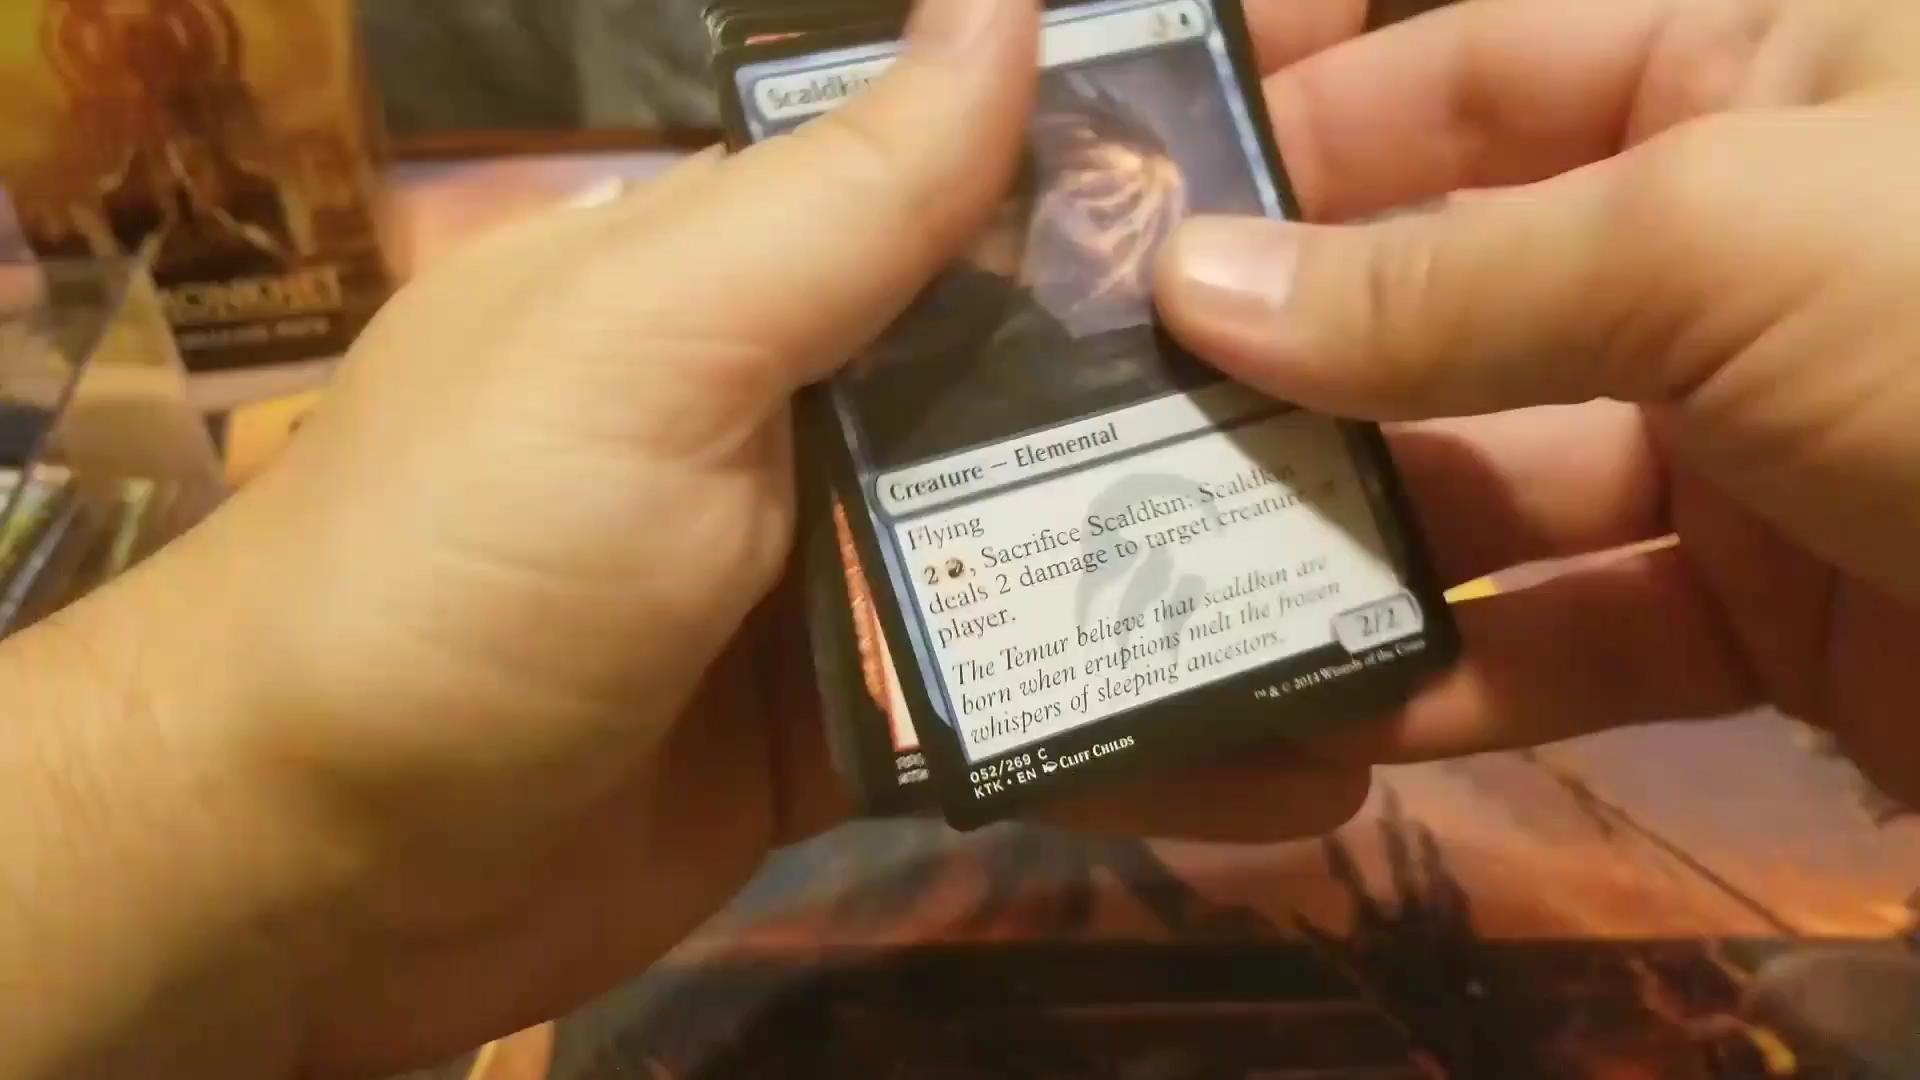 Scaldkin
Creature — Elemental
Flying
2 , Sacrifice Scaldkin: Scaldkin
deals 2 damage to target creature or
player.
The Temur believe that scaldkin are
born when eruptions melt the frozen
whispers of sleeping ancestors.
2/2
™ & © 2014 Wizards of the Coast
052/269 C
KTK • EN CLIFF CHILDS